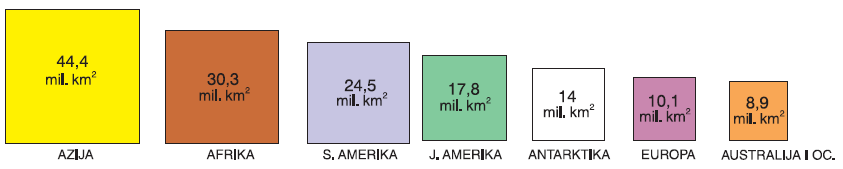 44,4
mil. km²
30,3
mil. km²
24,5
mil. km²
17,8
mil. km²
14
mil. km²
10,1
mil. km²
8,9
mil. km²
AZIJA
AFRIKA
S. AMERIKA
J. AMERIKA
ANTARKTIKA
EUROPA
AUSTRALIJA I OC.